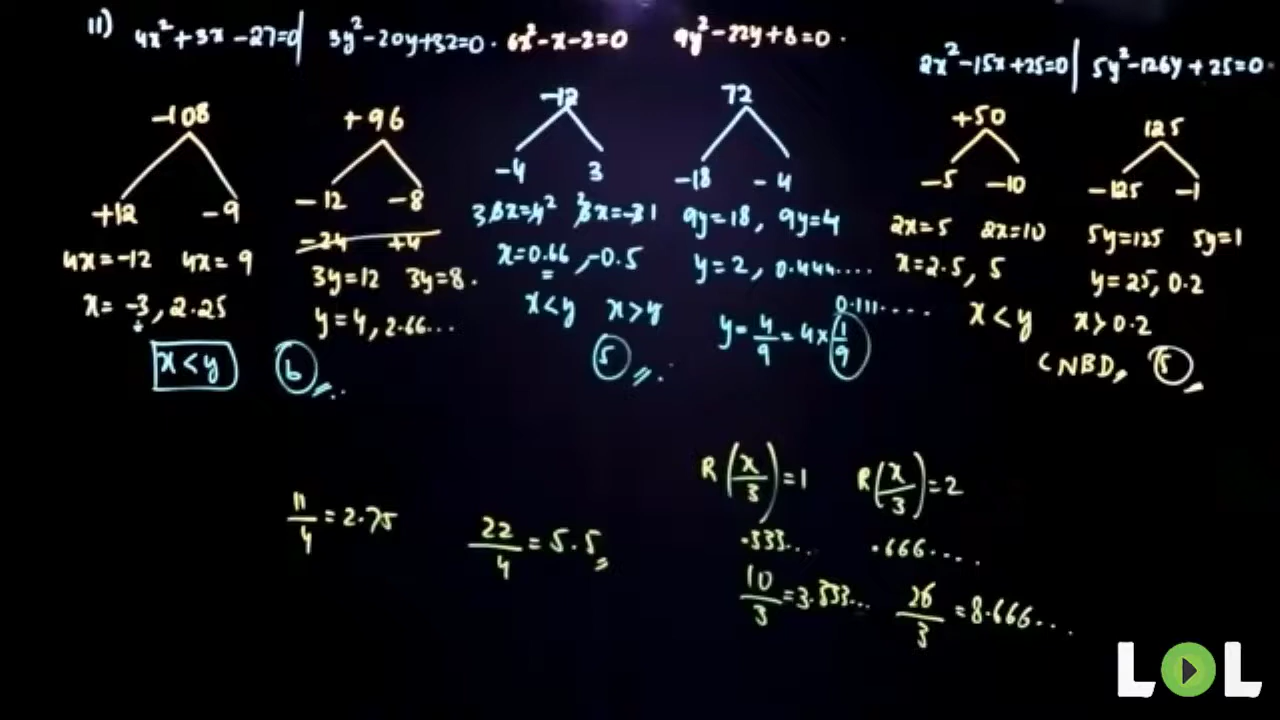 11) 4x²+3x-27=0 | 3y²-20y+32=0. 6x²-x-2=0 9y²-22y+8=0.
2x²-15x+25=0 | 5y²-126y+25=0.
-108 +96 -12 72 +50 125
+12 -9 -12 -8 -4 3 -18 -4 -5 -10 -125 -1
-24 +4
4x=-12 4x=9 3y=12 3y=8. 9y=18, 9y=4 2x=5 2x=10 5y=125 5y=1
x=-3, 2.25 y=4, 2.66... x=0.66, -0.5 y=2, 0.444.... x=2.5, 5 y=25, 0.2
x<y x>y y=4/9=4×1/9 0.111..... x<y x>0.2
x<y 6 5 CNBD, 5
11/4=2.75 22/4=5.5 R(x/3)=1 R(x/3)=2
.333... .666....
10/3=3.333... 26/3=8.666...
LOL